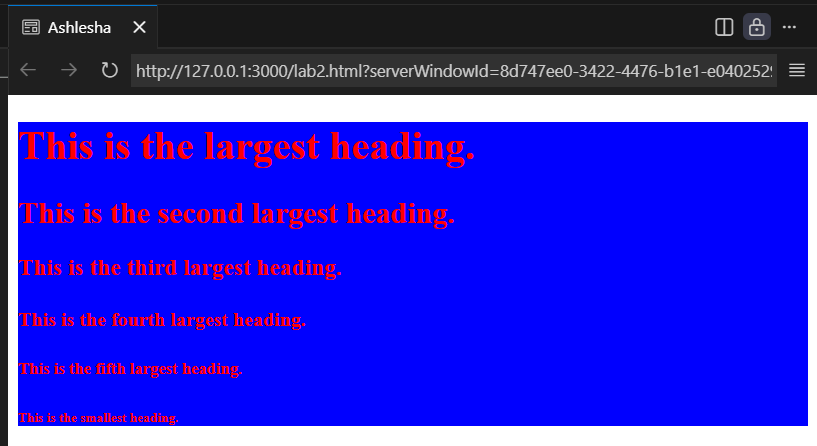 Ashlesha
http://127.0.0.1:3000/lab2.html?serverWindowId=8d747ee0-3422-4476-b1e1-e040252
This is the largest heading.
This is the second largest heading.
This is the third largest heading.
This is the fourth largest heading.
This is the fifth largest heading.
This is the smallest heading.